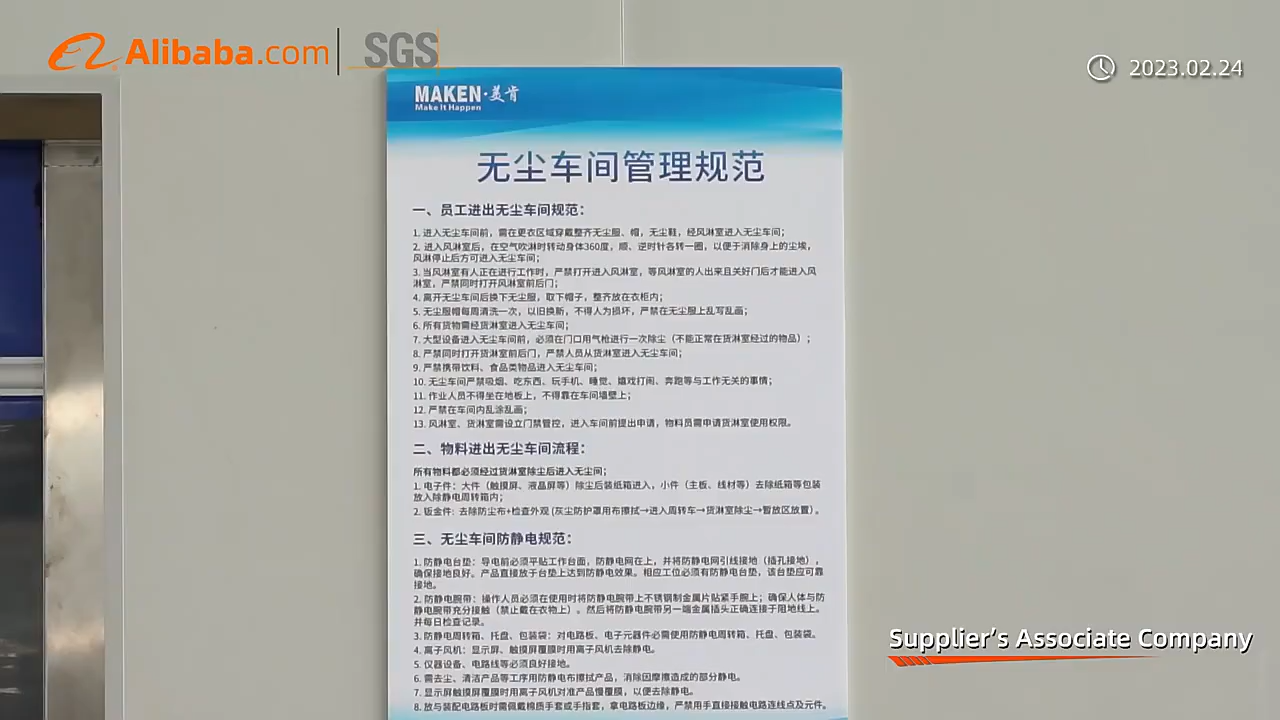 Alibaba.com
SGS
2023.02.24
MAKEN·美肯
Make It Happen
无尘车间管理规范
一、员工进出无尘车间规范：
1. 进入无尘车间前，需在更衣区域穿戴整齐无尘服、帽，无尘鞋，经风淋室进入无尘车间；
2. 进入风淋室后，在空气吹淋时转动身体360度，顺、逆时针各转一圈，以便于消除身上的尘埃，
风淋停止后方可进入无尘车间；
3. 当风淋室有人正在进行工作时，严禁打开进入风淋室，等风淋室的人出来且关好门后才能进入风
淋室，严禁同时打开风淋室前后门；
4. 离开无尘车间后换下无尘服，取下帽子，整齐放在衣柜内；
5. 无尘服帽每周清洗一次，以旧换新，不得人为损坏，严禁在无尘服上乱写乱画；
6. 所有货物需经货淋室进入无尘车间；
7. 大型设备进入无尘车间前，必须在门口用气枪进行一次除尘（不能正常在货淋室经过的物品）；
8. 严禁同时打开货淋室前后门，严禁人员从货淋室进入无尘车间；
9. 严禁携带饮料、食品类物品进入无尘车间；
10. 无尘车间严禁吸烟、吃东西、玩手机、睡觉、嬉戏打闹、奔跑等与工作无关的事情；
11. 作业人员不得坐在地板上，不得靠在车间墙壁上；
12. 严禁在车间内乱涂乱画；
13. 风淋室、货淋室需设立门禁管控，进入车间前提出申请，物料员需申请货淋室使用权限。
二、物料进出无尘车间流程：
所有物料都必须经过货淋室除尘后进入无尘间；
1. 电子件：大件（触摸屏、液晶屏等）除尘后装纸箱进入，小件（主板、线材等）去除纸箱等包装
放入除静电周转箱内；
2. 钣金件: 去除防尘布+检查外观 (灰尘防护罩用布擦拭→进入周转车→货淋室除尘→暂放区放置）。
三、无尘车间防静电规范：
1. 防静电台垫：导电前必须平贴工作台面，防静电网在上，并将防静电网引线接地（插孔接地），
确保接地良好。产品直接放于台垫上达到防静电效果。相应工位必须有防静电台垫，该台垫应可靠
接地。
2. 防静电腕带：操作人员必须在使用时将防静电腕带上不锈钢制金属片贴紧手腕上；确保人体与防
静电腕带充分接触（禁止戴在衣物上）。然后将防静电腕带另一端金属插头正确连接于阻地线上。
并每日检查记录。
3. 防静电周转箱、托盘、包装袋：对电路板、电子元器件必需使用防静电周转箱、托盘、包装袋。
4. 离子风机：显示屏、触摸屏覆膜时用离子风机去除静电。
5. 仪器设备、电路线等必须良好接地。
6. 需去尘、清洁产品等工序用防静电布擦拭产品，消除因摩擦造成的部分静电。
7. 显示屏触摸屏覆膜时用离子风机对准产品慢覆膜，以便去除静电。
8. 放与装配电路板时需佩戴棉质手套或手指套，拿电路板边缘，严禁用手直接接触电路连线点及元件。
Supplier's Associate Company